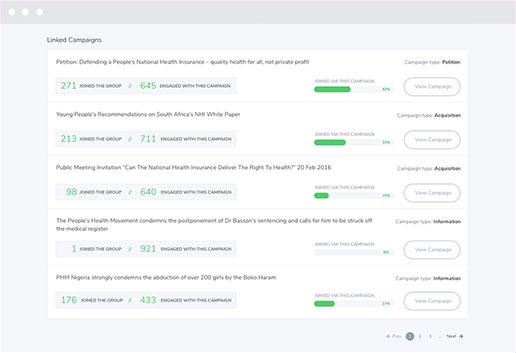 Linked Campaigns
Petition: Defending a People's National Health Insurance – quality health for all, not private profit
Campaign type: Petition
271 JOINED THE GROUP // 645 ENGAGED WITH THIS CAMPAIGN
JOINED VIA THIS CAMPAIGN
42%
View Campaign
Young People's Recommendations on South Africa's NHI White Paper
Campaign type: Acquisition
213 JOINED THE GROUP // 711 ENGAGED WITH THIS CAMPAIGN
JOINED VIA THIS CAMPAIGN
33%
View Campaign
Public Meeting Invitation "Can The National Health Insurance Deliver The Right To Health?" 20 Feb 2016
Campaign type: Acquisition
98 JOINED THE GROUP // 640 ENGAGED WITH THIS CAMPAIGN
JOINED VIA THIS CAMPAIGN
View Campaign
The People's Health Movement condemns the postponement of Dr Basson's sentencing and calls for him to be struck off
the medical register
Campaign type: Information
1 JOINED THE GROUP // 921 ENGAGED WITH THIS CAMPAIGN
View Campaign
PHM Nigeria strongly condemns the abduction of over 200 girls by the Boko Haram
Campaign type: Information
176 JOINED THE GROUP // 433 ENGAGED WITH THIS CAMPAIGN
JOINED VIA THIS CAMPAIGN
27%
View Campaign
← Prev 1 2 3 .. Next →